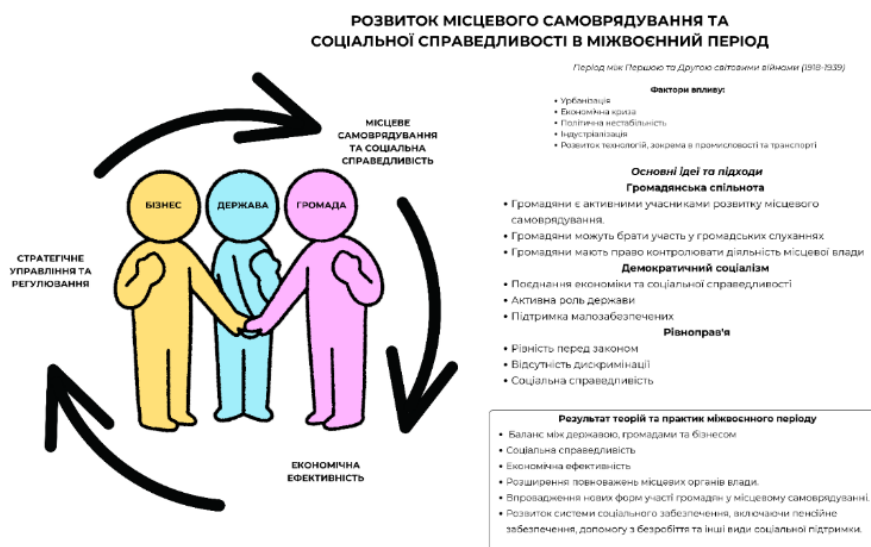 РОЗВИТОК МІСЦЕВОГО САМОВРЯДУВАННЯ ТА
СОЦІАЛЬНОЇ СПРАВЕДЛИВОСТІ В МІЖВОЄННИЙ ПЕРІОД
Період між Першою та Другою світовими війнами (1918-1939)
Фактори впливу:
• Урбанізація
• Економічна криза
• Політична нестабільність
• Індустріалізація
• Розвиток технологій, зокрема в промисловості та транспорті
МІСЦЕВЕ
САМОВРЯДУВАННЯ
ТА СОЦІАЛЬНА
СПРАВЕДЛИВІСТЬ
БІЗНЕС
ДЕРЖАВА
ГРОМАДА
СТРАТЕГІЧНЕ
УПРАВЛІННЯ ТА
РЕГУЛЮВАННЯ
ЕКОНОМІЧНА
ЕФЕКТИВНІСТЬ
Основні ідеї та підходи
Громадянська спільнота
• Громадяни є активними учасниками розвитку місцевого
самоврядування.
• Громадяни можуть брати участь у громадських слуханнях
• Громадяни мають право контролювати діяльність місцевої влади
Демократичний соціалізм
• Поєднання економіки та соціальної справедливості
• Активна роль держави
• Підтримка малозабезпечених
Рівноправ'я
• Рівність перед законом
• Відсутність дискримінації
• Соціальна справедливість
Результат теорій та практик міжвоєнного періоду
• Баланс між державою, громадами та бізнесом
• Соціальна справедливість
• Економічна ефективність
• Розширення повноважень місцевих органів влади.
• Впровадження нових форм участі громадян у місцевому самоврядуванні.
• Розвиток системи соціального забезпечення, включаючи пенсійне
забезпечення, допомогу з безробіття та інші види соціальної підтримки.